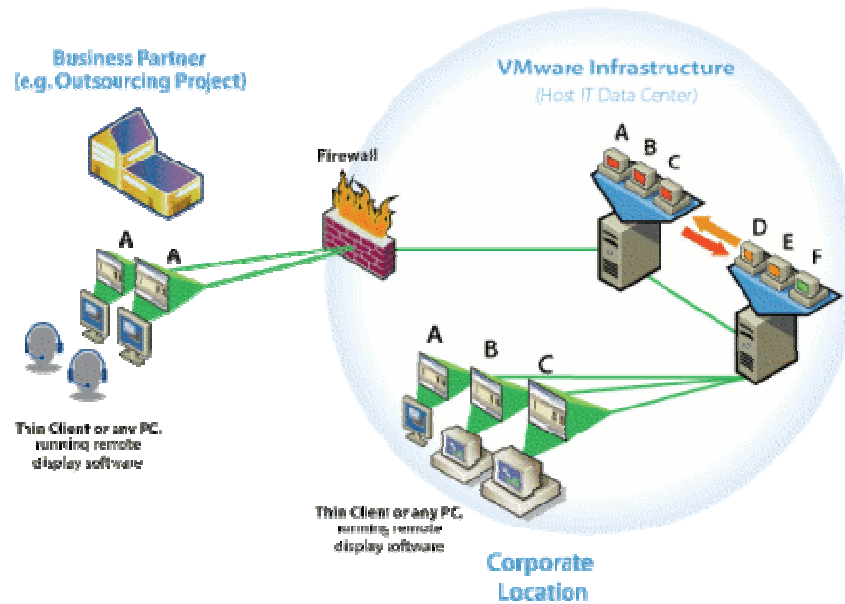 Business Partner
(e.g. Outsourcing Project)
VMware Infrastructure
(Host IT Data Center)
Firewall
A
B
C
D
E
F
A
A
A
B
C
Thin Client or any PC,
running remote
display software
Thin Client or any PC,
running remote
display software
Corporate
Location